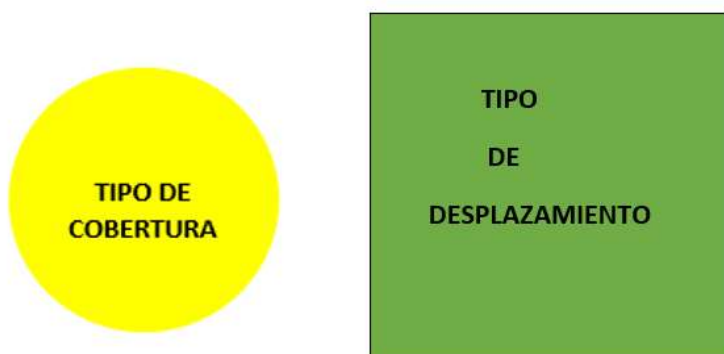 TIPO DE
COBERTURA
TIPO
DE
DESPLAZAMIENTO